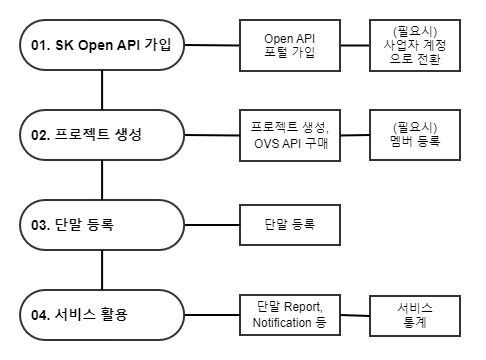 01. SK Open API 가입
Open API
포털 가입
(필요시)
사업자 계정
으로 전환
02. 프로젝트 생성
프로젝트 생성,
OVS API 구매
(필요시)
멤버 등록
03. 단말 등록
단말 등록
04. 서비스 활용
단말 Report,
Notification 등
서비스
통계